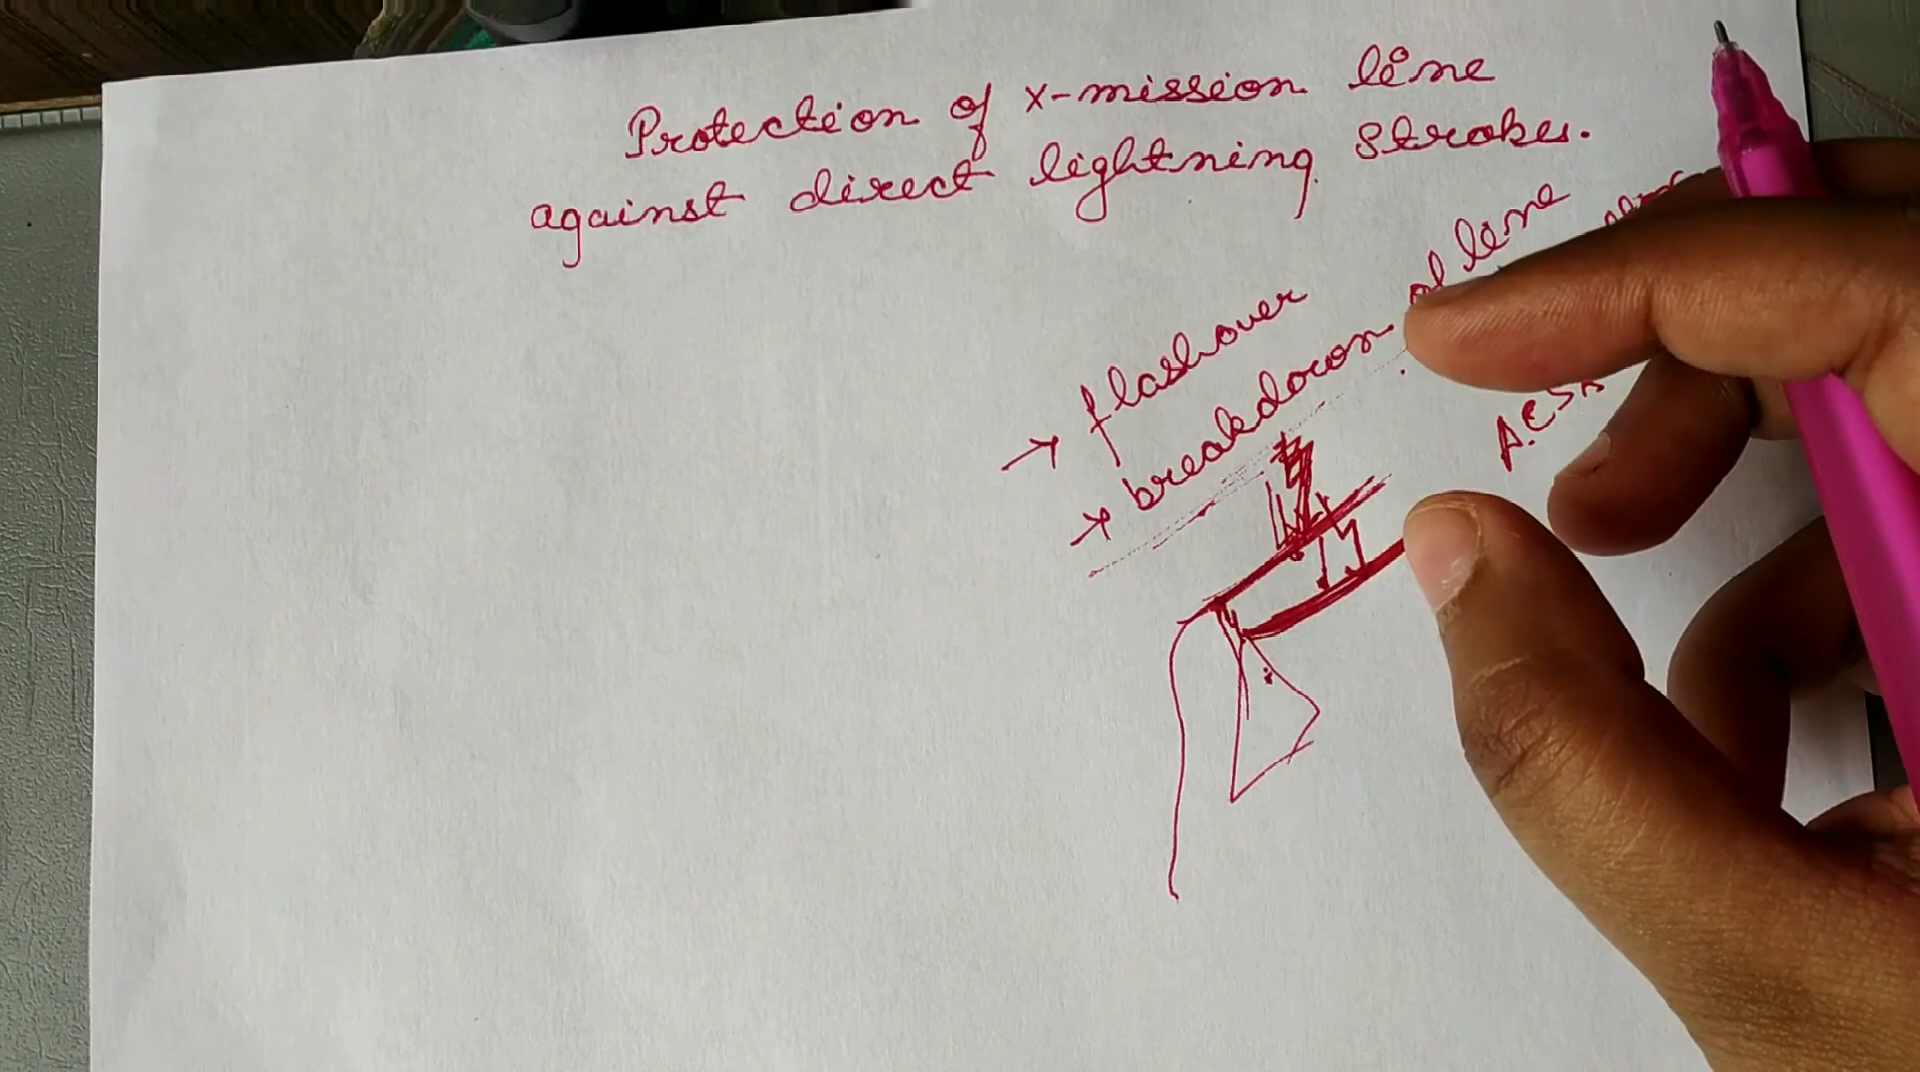 Protection of x-mission line
against direct lightning strokes.
→ flashover
→ breakdown of line
A.C.S.R